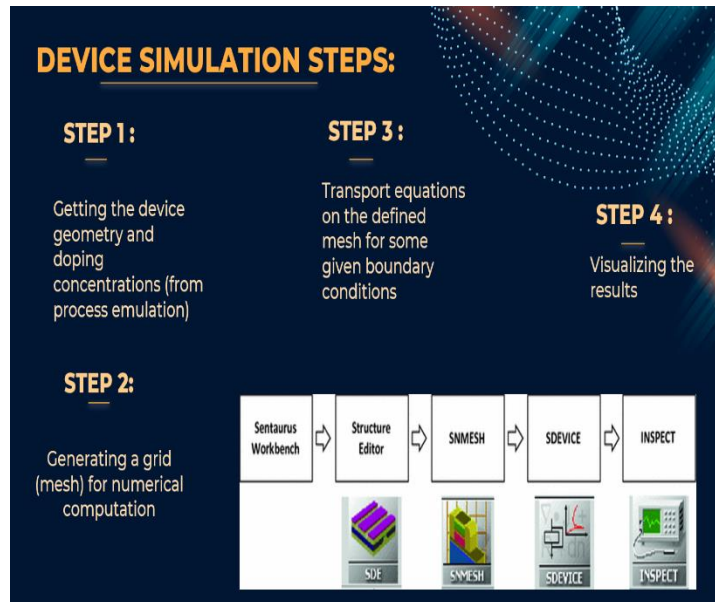 DEVICE SIMULATION STEPS:
STEP 1 :
Getting the device
geometry and
doping
concentrations (from
process emulation)
STEP 2:
Generating a grid
(mesh) for numerical
computation
STEP 3 :
Transport equations
on the defined
mesh for some
given boundary
conditions
STEP 4 :
Visualizing the
results
Sentaurus
Workbench
Structure
Editor
SNMESH
SDEVICE
INSPECT
SDE
SNMESH
SDEVICE
INSPECT